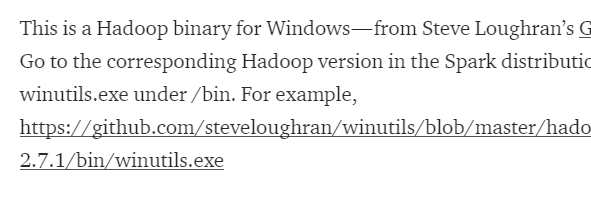 This is a Hadoop binary for Windows—from Steve Loughran’s G
Go to the corresponding Hadoop version in the Spark distributio
winutils.exe under /bin. For example,
https://github.com/steveloughran/winutils/blob/master/hado
2.7.1/bin/winutils.exe